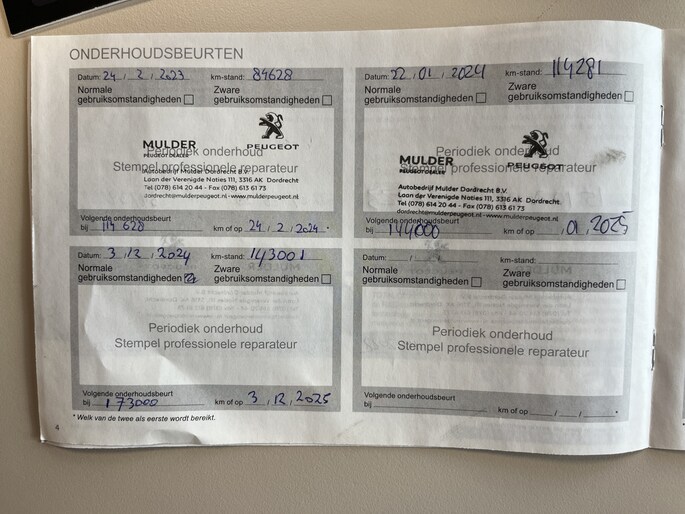 ONDERHOUDSBEURTEN
Datum: 24 / 2 / 2023 km-stand: 84628
Normale gebruiksomstandigheden Zware gebruiksomstandigheden
MULDER PEUGEOT
PEUGEOT DEALER
Periodiek onderhoud
Stempel professionele reparateur
Autobedrijf Mulder Dordrecht B.V.
Laan der Verenigde Naties 111, 3316 AK Dordrecht
Tel (078) 614 20 44 - Fax (078) 613 61 73
dordrecht@mulderpeugeot.nl - www.mulderpeugeot.nl
Volgende onderhoudsbeurt
bij 114 628 km of op 24 / 2 / 2024 *
Datum: 22 / 01 / 2024 km-stand: 114281
Normale gebruiksomstandigheden Zware gebruiksomstandigheden
Periodiek onderhoud
MULDER PEUGEOT
Stempel professionele reparateur
Autobedrijf Mulder Dordrecht B.V.
Laan der Verenigde Naties 111, 3316 AK Dordrecht
Tel (078) 614 20 44 - Fax (078) 613 61 73
dordrecht@mulderpeugeot.nl - www.mulderpeugeot.nl
Volgende onderhoudsbeurt
bij 144000 km of op / 01 / 2025
Datum: 3 / 12 / 2024 km-stand: 143001
Normale gebruiksomstandigheden Zware gebruiksomstandigheden
Periodiek onderhoud
Stempel professionele reparateur
Volgende onderhoudsbeurt
bij 173000 km of op 3 / 12 / 2025
Datum: / / km-stand:
Normale gebruiksomstandigheden Zware gebruiksomstandigheden
Periodiek onderhoud
Stempel professionele reparateur
Volgende onderhoudsbeurt
bij km of op / / *
* Welk van de twee als eerste wordt bereikt.
4